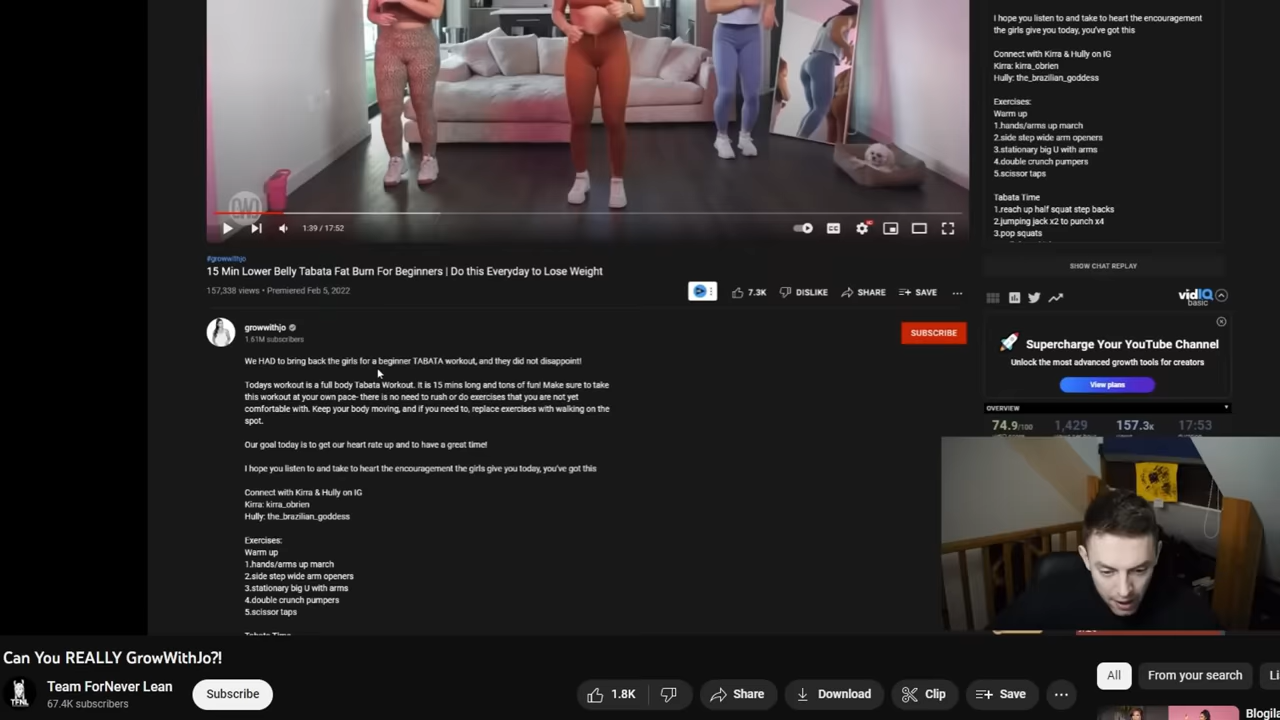 I hope you listen to and take to heart the encouragement
the girls give you today, you've got this
Connect with Kirra & Hully on IG
Kirra: kirra_obrien
Hully: the_brazilian_goddess
Exercises:
Warm up
1.hands/arms up march
2.side step wide arm openers
3.stationary big U with arms
4.double crunch pumpers
5.scissor taps
Tabata Time
1.reach up half squat step backs
2.jumping jack x2 to punch x4
3.pop squats
SHOW CHAT REPLAY
1:39 / 17:52
CC
#growwithjo
15 Min Lower Belly Tabata Fat Burn For Beginners | Do this Everyday to Lose Weight
157,338 views • Premiered Feb 5, 2022
7.3K
DISLIKE
SHARE
SAVE
growwithjo
1.61M subscribers
SUBSCRIBE
We HAD to bring back the girls for a beginner TABATA workout, and they did not disappoint!
Todays workout is a full body Tabata Workout. It is 15 mins long and tons of fun! Make sure to take
this workout at your own pace- there is no need to rush or do exercises that you are not yet
comfortable with. Keep your body moving, and if you need to, replace exercises with walking on the
spot.
Our goal today is to get our heart rate up and to have a great time!
I hope you listen to and take to heart the encouragement the girls give you today, you've got this
Connect with Kirra & Hully on IG
Kirra: kirra_obrien
Hully: the_brazilian_goddess
Exercises:
Warm up
1.hands/arms up march
2.side step wide arm openers
3.stationary big U with arms
4.double crunch pumpers
5.scissor taps
Tabata Time
vidIQ
basic
Supercharge Your YouTube Channel
Unlock the most advanced growth tools for creators
View plans
OVERVIEW
74.9/100
1,429
157.3K
17:53
Can You REALLY GrowWithJo?!
Team ForNever Lean
67.4K subscribers
Subscribe
1.8K
Share
Download
Clip
Save
All
From your search
Blogila